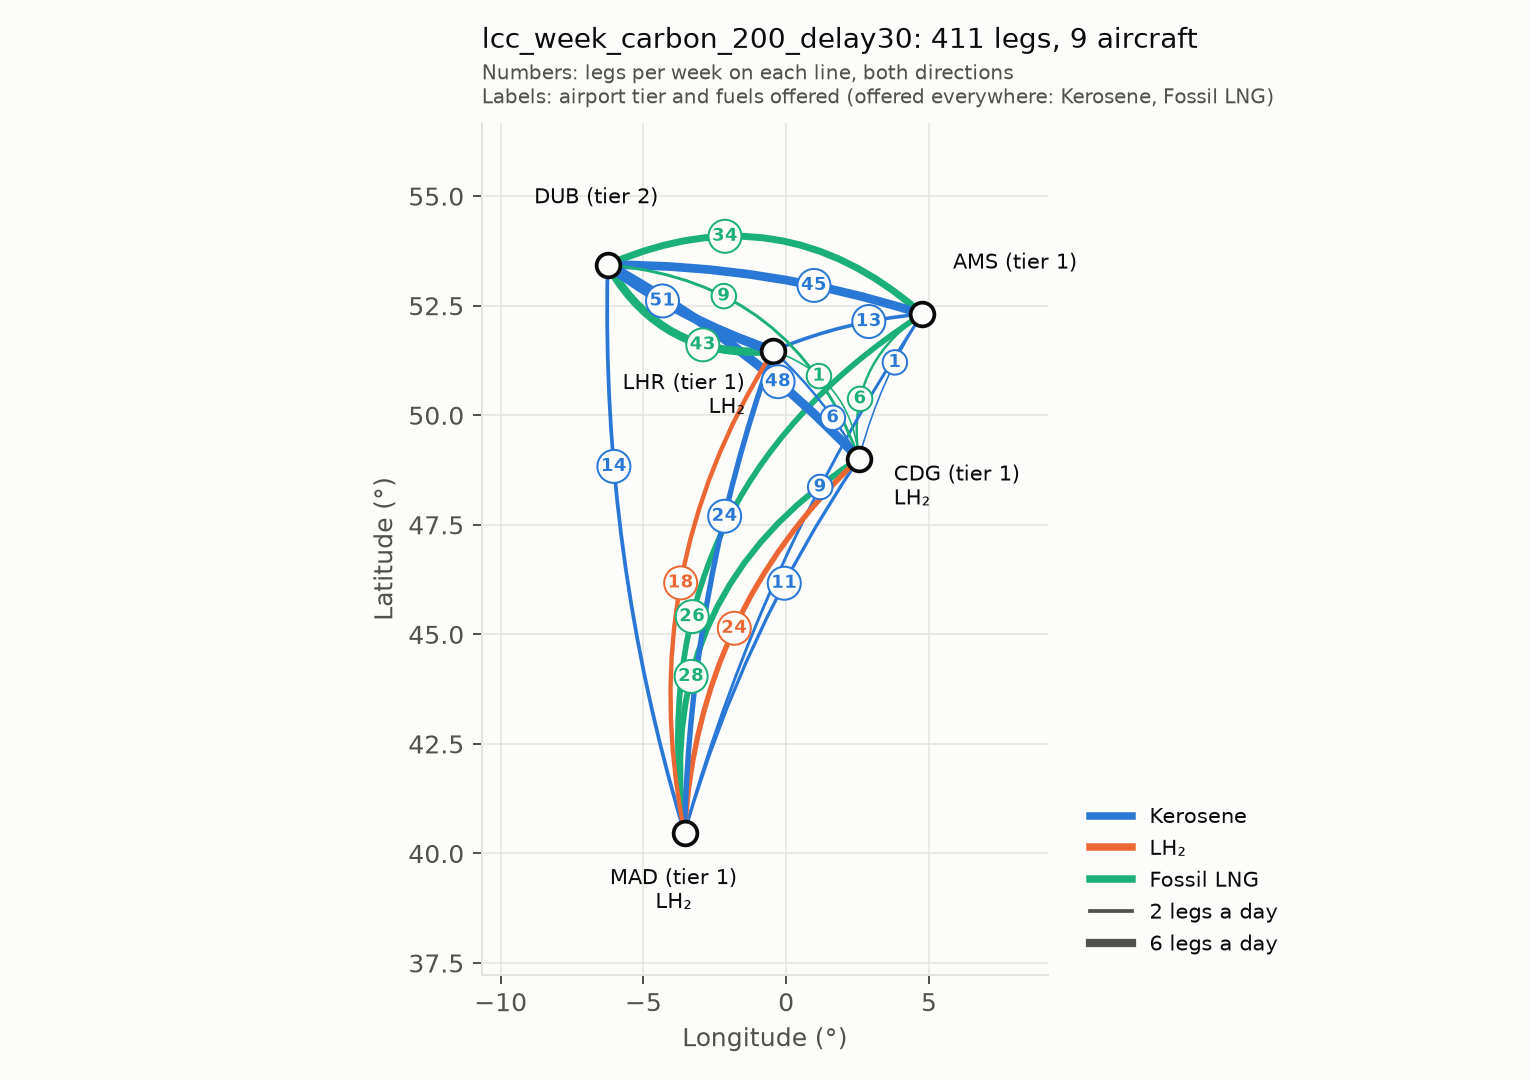 lcc_week_carbon_200_delay30: 411 legs, 9 aircraft
Numbers: legs per week on each line, both directions
Labels: airport tier and fuels offered (offered everywhere: Kerosene, Fossil LNG)
55.0
52.5
50.0
47.5
45.0
42.5
40.0
37.5
Latitude (°)
DUB (tier 2)
34
AMS (tier 1)
45
9
51
13
43
1
1
LHR (tier 1)
LH₂
48
6
6
CDG (tier 1)
LH₂
14
9
24
18
11
26
24
28
MAD (tier 1)
LH₂
Kerosene
LH₂
Fossil LNG
2 legs a day
6 legs a day
−10
−5
0
5
Longitude (°)